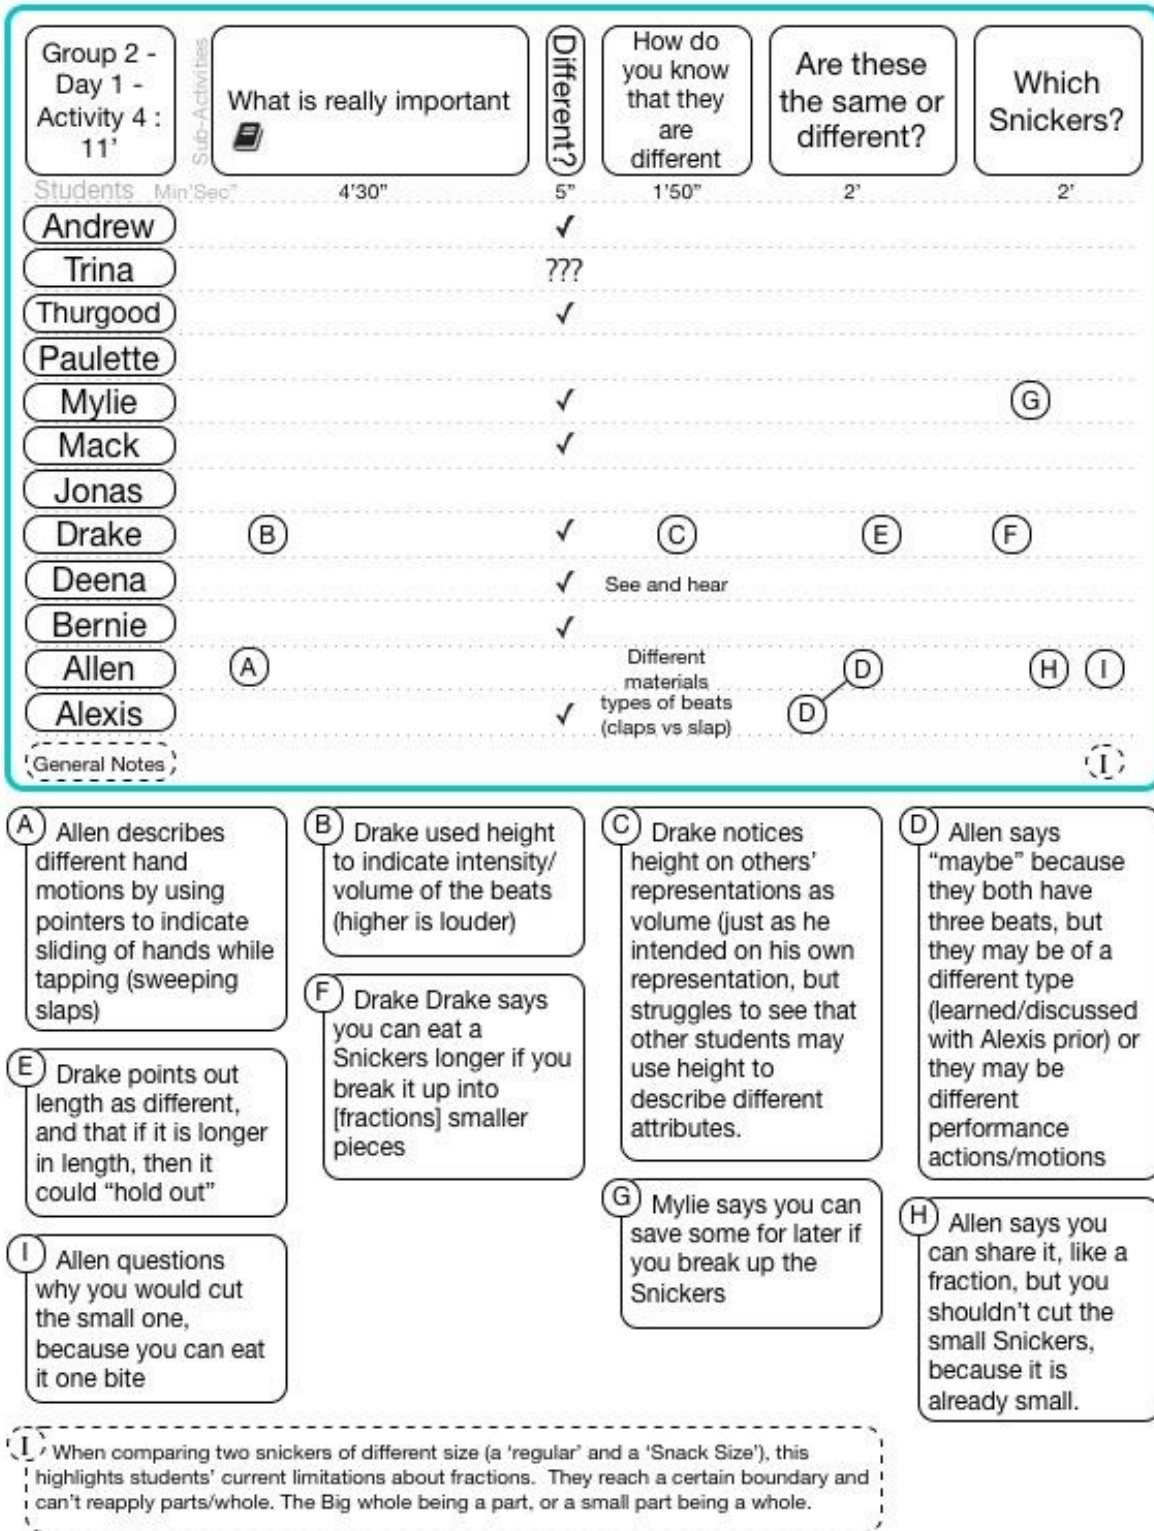 Group 2 -
Day 1 -
Activity 4 :
11’
Sub-Activities
What is really important
Different?
How do
you know
that they
are
different
Are these
the same or
different?
Which
Snickers?
Students Min’Sec” 4’30” 5” 1’50” 2’ 2’
Andrew ✓
Trina ???
Thurgood ✓
Paulette
Mylie ✓ G
Mack ✓
Jonas
Drake B ✓ C E F
Deena ✓ See and hear
Bernie ✓
Allen A Different
materials D H I
Alexis ✓ types of beats
(claps vs slap) D
General Notes I
A Allen describes
different hand
motions by using
pointers to indicate
sliding of hands while
tapping (sweeping
slaps)
B Drake used height
to indicate intensity/
volume of the beats
(higher is louder)
C Drake notices
height on others’
representations as
volume (just as he
intended on his own
representation, but
struggles to see that
other students may
use height to
describe different
attributes.
D Allen says
“maybe” because
they both have
three beats, but
they may be of a
different type
(learned/discussed
with Alexis prior) or
they may be
different
performance
actions/motions
E Drake points out
length as different,
and that if it is longer
in length, then it
could “hold out”
F Drake Drake says
you can eat a
Snickers longer if you
break it up into
[fractions] smaller
pieces
G Mylie says you can
save some for later if
you break up the
Snickers
H Allen says you
can share it, like a
fraction, but you
shouldn’t cut the
small Snickers,
because it is
already small.
I Allen questions
why you would cut
the small one,
because you can eat
it one bite
I When comparing two snickers of different size (a ‘regular’ and a ‘Snack Size’), this
highlights students’ current limitations about fractions. They reach a certain boundary and
can’t reapply parts/whole. The Big whole being a part, or a small part being a whole.